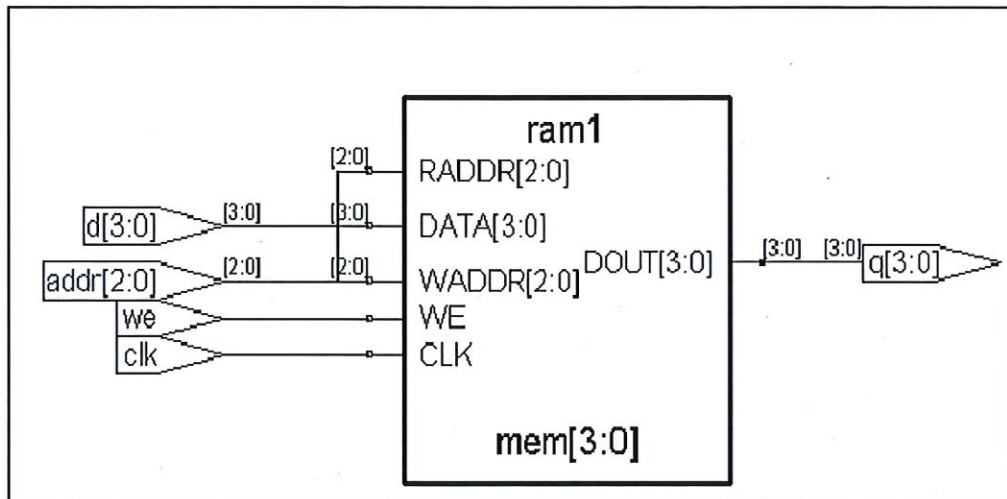 ram1
[2:0]
RADDR[2:0]
d[3:0]
[3:0]
[3:0]
DATA[3:0]
addr[2:0]
[2:0]
[2:0]
WADDR[2:0]
DOUT[3:0]
[3:0]
[3:0]
q[3:0]
we
WE
clk
CLK
mem[3:0]